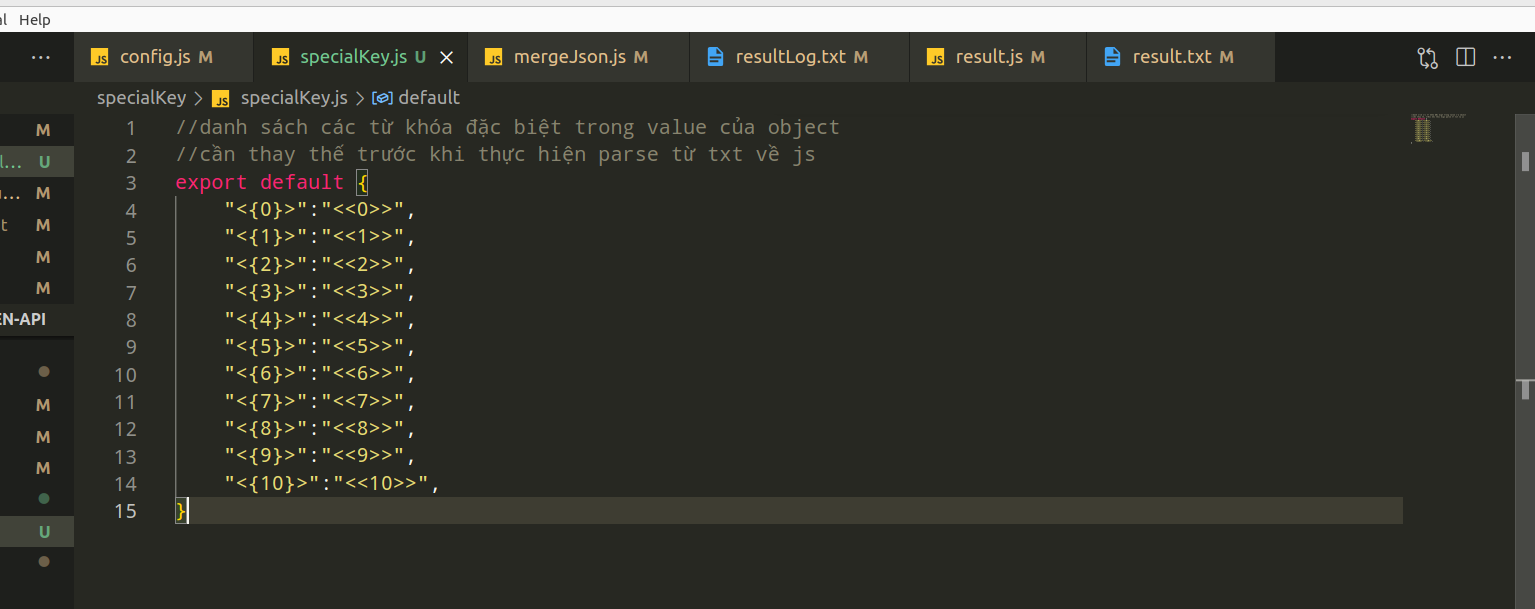 al Help
... JS config.js M JS specialKey.js U JS mergeJson.js M resultLog.txt M JS result.js M result.txt M ...
specialKey > JS specialKey.js > default
M
l... U
... M
t M
M
M
EN-API
M
M
M
U
1 //danh sách các từ khóa đặc biệt trong value của object
2 //cần thay thế trước khi thực hiện parse từ txt về js
3 export default {
4 "<{0}>":"<<0>>",
5 "<{1}>":"<<1>>",
6 "<{2}>":"<<2>>",
7 "<{3}>":"<<3>>",
8 "<{4}>":"<<4>>",
9 "<{5}>":"<<5>>",
10 "<{6}>":"<<6>>",
11 "<{7}>":"<<7>>",
12 "<{8}>":"<<8>>",
13 "<{9}>":"<<9>>",
14 "<{10}>":"<<10>>",
15 }